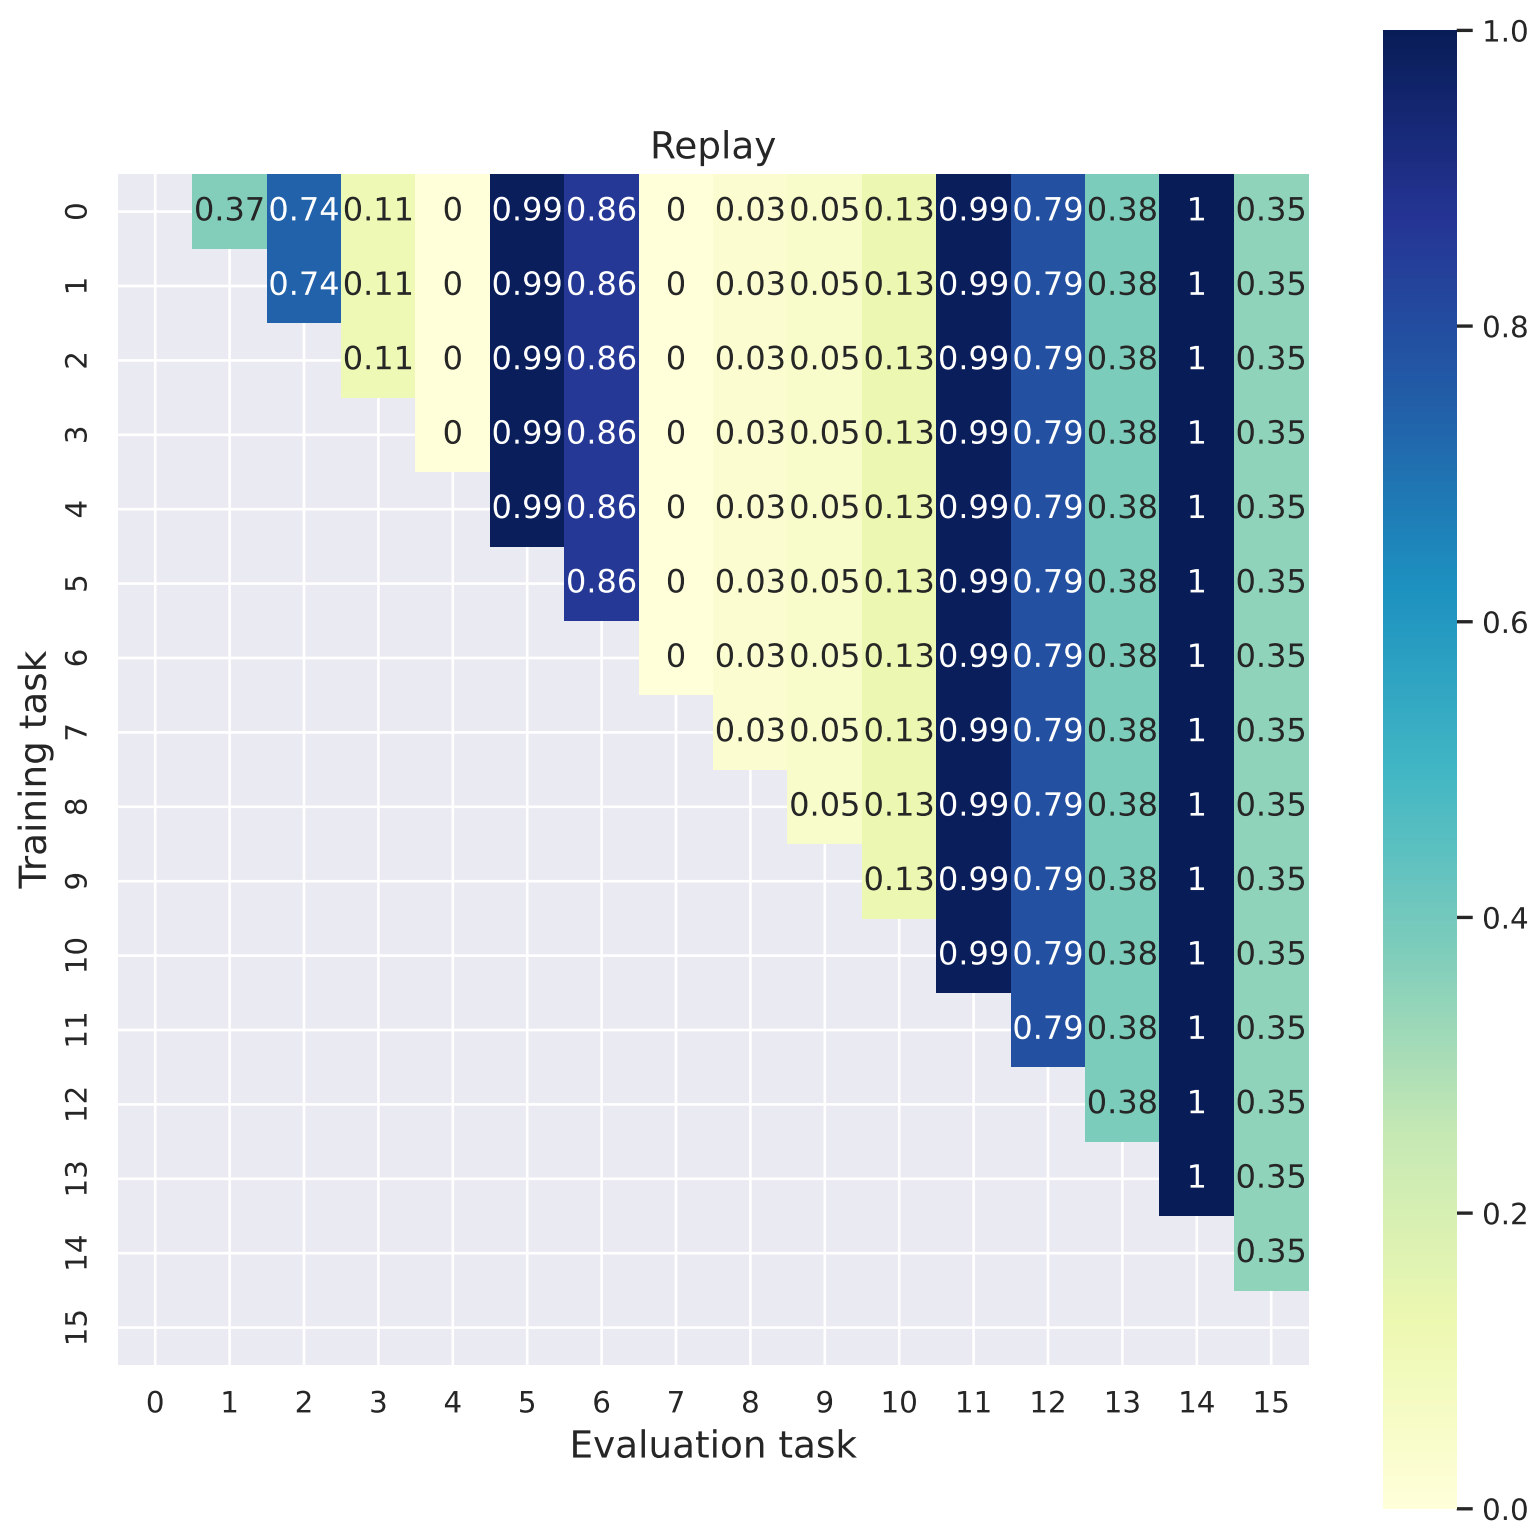 Replay
0 0.37 0.74 0.11 0 0.99 0.86 0 0.03 0.05 0.13 0.99 0.79 0.38 1 0.35
1 0.74 0.11 0 0.99 0.86 0 0.03 0.05 0.13 0.99 0.79 0.38 1 0.35
2 0.11 0 0.99 0.86 0 0.03 0.05 0.13 0.99 0.79 0.38 1 0.35
3 0 0.99 0.86 0 0.03 0.05 0.13 0.99 0.79 0.38 1 0.35
4 0.99 0.86 0 0.03 0.05 0.13 0.99 0.79 0.38 1 0.35
5 0.86 0 0.03 0.05 0.13 0.99 0.79 0.38 1 0.35
6 0 0.03 0.05 0.13 0.99 0.79 0.38 1 0.35
7 0.03 0.05 0.13 0.99 0.79 0.38 1 0.35
8 0.05 0.13 0.99 0.79 0.38 1 0.35
9 0.13 0.99 0.79 0.38 1 0.35
10 0.99 0.79 0.38 1 0.35
11 0.79 0.38 1 0.35
12 0.38 1 0.35
13 1 0.35
14 0.35
15
Training task
0 1 2 3 4 5 6 7 8 9 10 11 12 13 14 15
Evaluation task
1.0
0.8
0.6
0.4
0.2
0.0